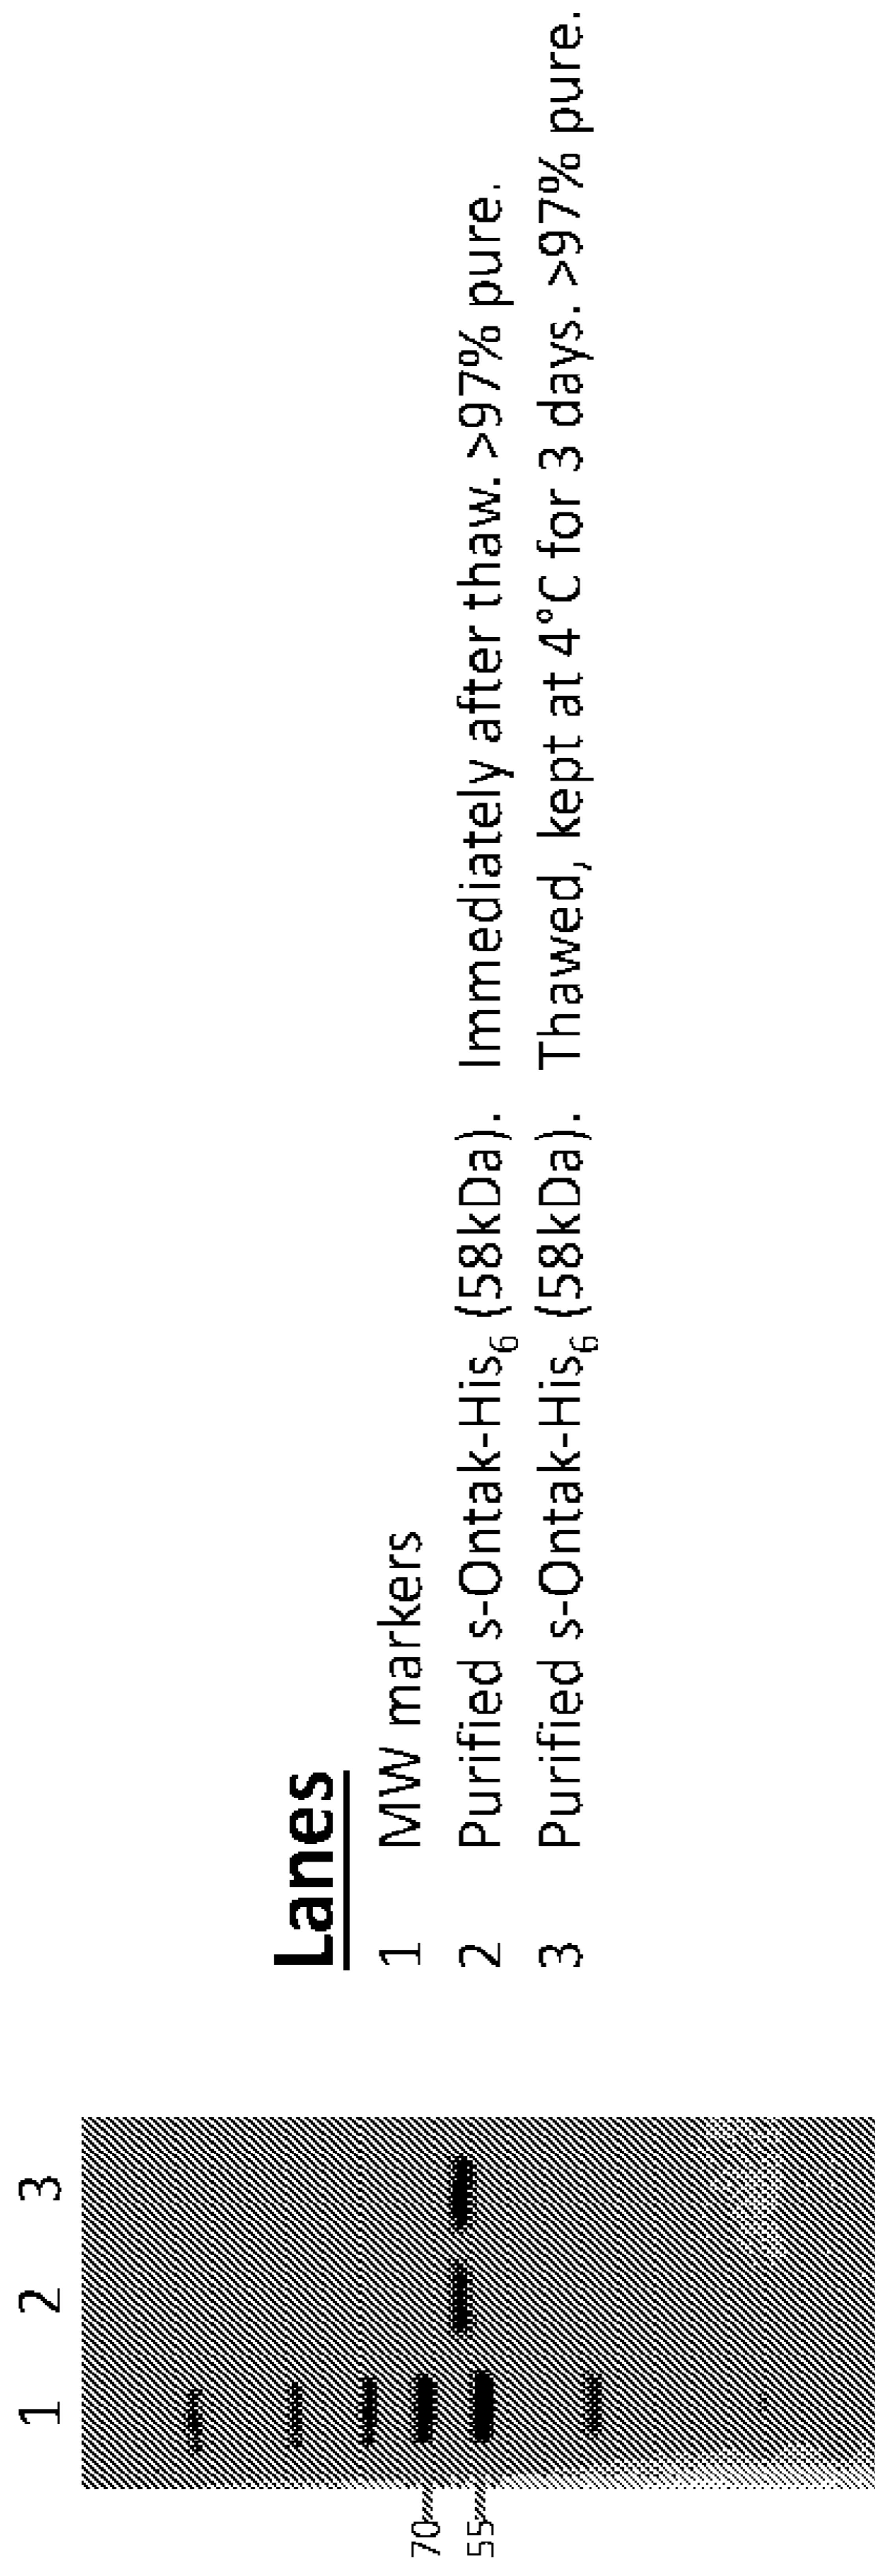 1 2 3
70
55
Lanes
1 MW markers
2 Purified s-Ontak-His₆ (58kDa). Immediately after thaw. >97% pure.
3 Purified s-Ontak-His₆ (58kDa). Thawed, kept at 4°C for 3 days. >97% pure.